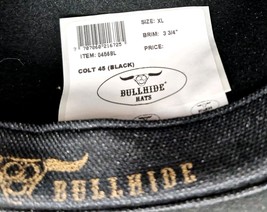 SIZE: XL
BRIM: 3 3/4"
PRICE:
ITEM: 0456BL
COLT 45 (BLACK)
BULLHIDE
HATS
BULLHIDE